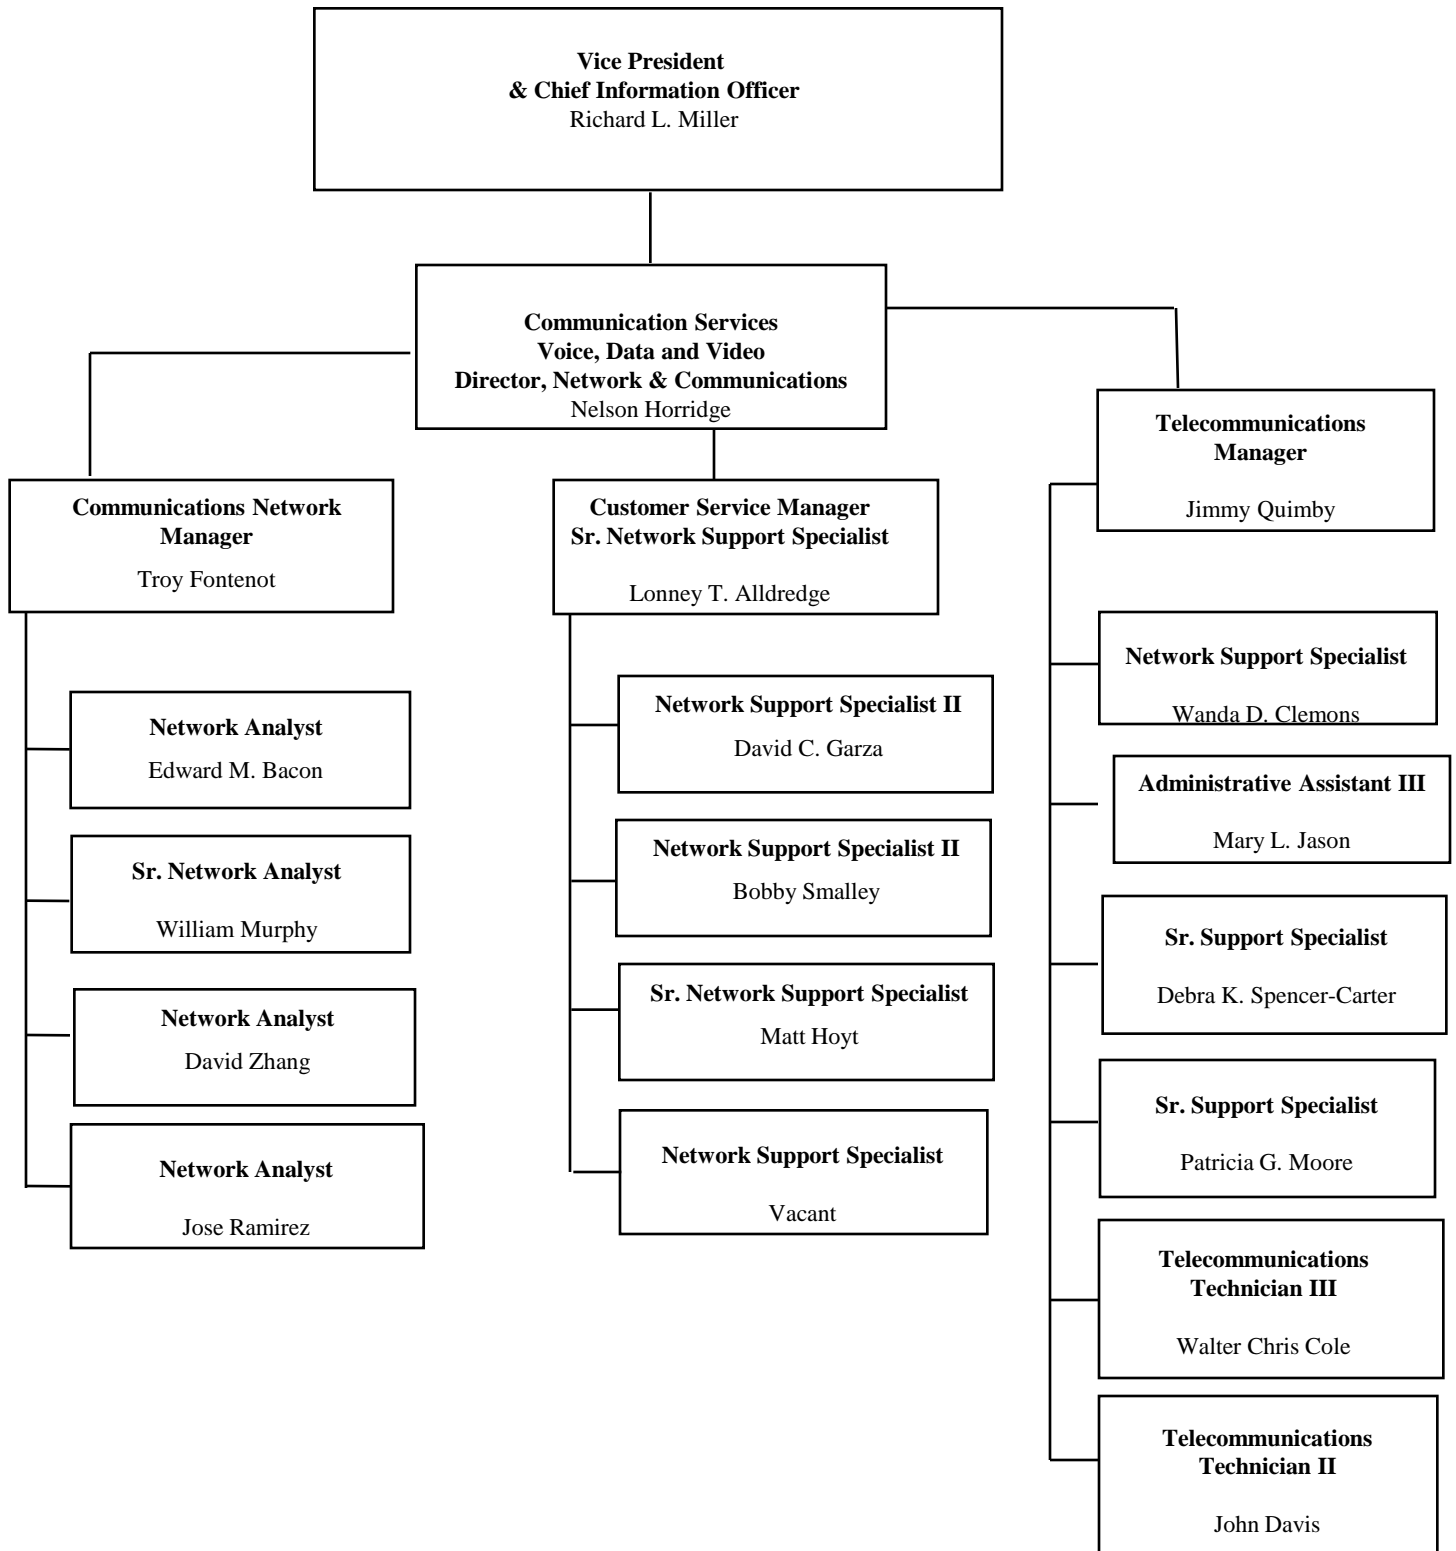 Vice President
& Chief Information Officer
Richard L. Miller
Communication Services
Voice, Data and Video
Director, Network & Communications
Nelson Horridge
Communications Network
Manager
Troy Fontenot
Network Analyst
Edward M. Bacon
Sr. Network Analyst
William Murphy
Network Analyst
David Zhang
Network Analyst
Jose Ramirez
Customer Service Manager
Sr. Network Support Specialist
Lonney T. Alldredge
Network Support Specialist II
David C. Garza
Network Support Specialist II
Bobby Smalley
Sr. Network Support Specialist
Matt Hoyt
Network Support Specialist
Vacant
Telecommunications
Manager
Jimmy Quimby
Network Support Specialist
Wanda D. Clemons
Administrative Assistant III
Mary L. Jason
Sr. Support Specialist
Debra K. Spencer-Carter
Sr. Support Specialist
Patricia G. Moore
Telecommunications
Technician III
Walter Chris Cole
Telecommunications
Technician II
John Davis